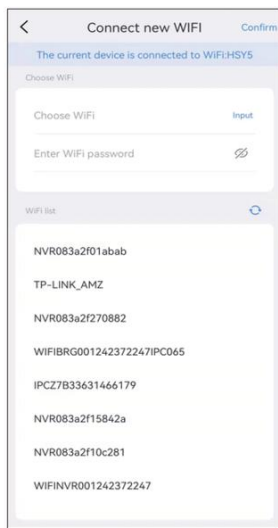 Connect new WIFI
Confirm
The current device is connected to WiFi:HSY5
Choose WiFi
Choose WiFi
Input
Enter WiFi password
WiFi list
NVR083a2f01abab
TP-LINK_AMZ
NVR083a2f270882
WIFIBRG001242372247IPC065
IPCZ7B33631466179
NVR083a2f15842a
NVR083a2f10c281
WIFINVR001242372247